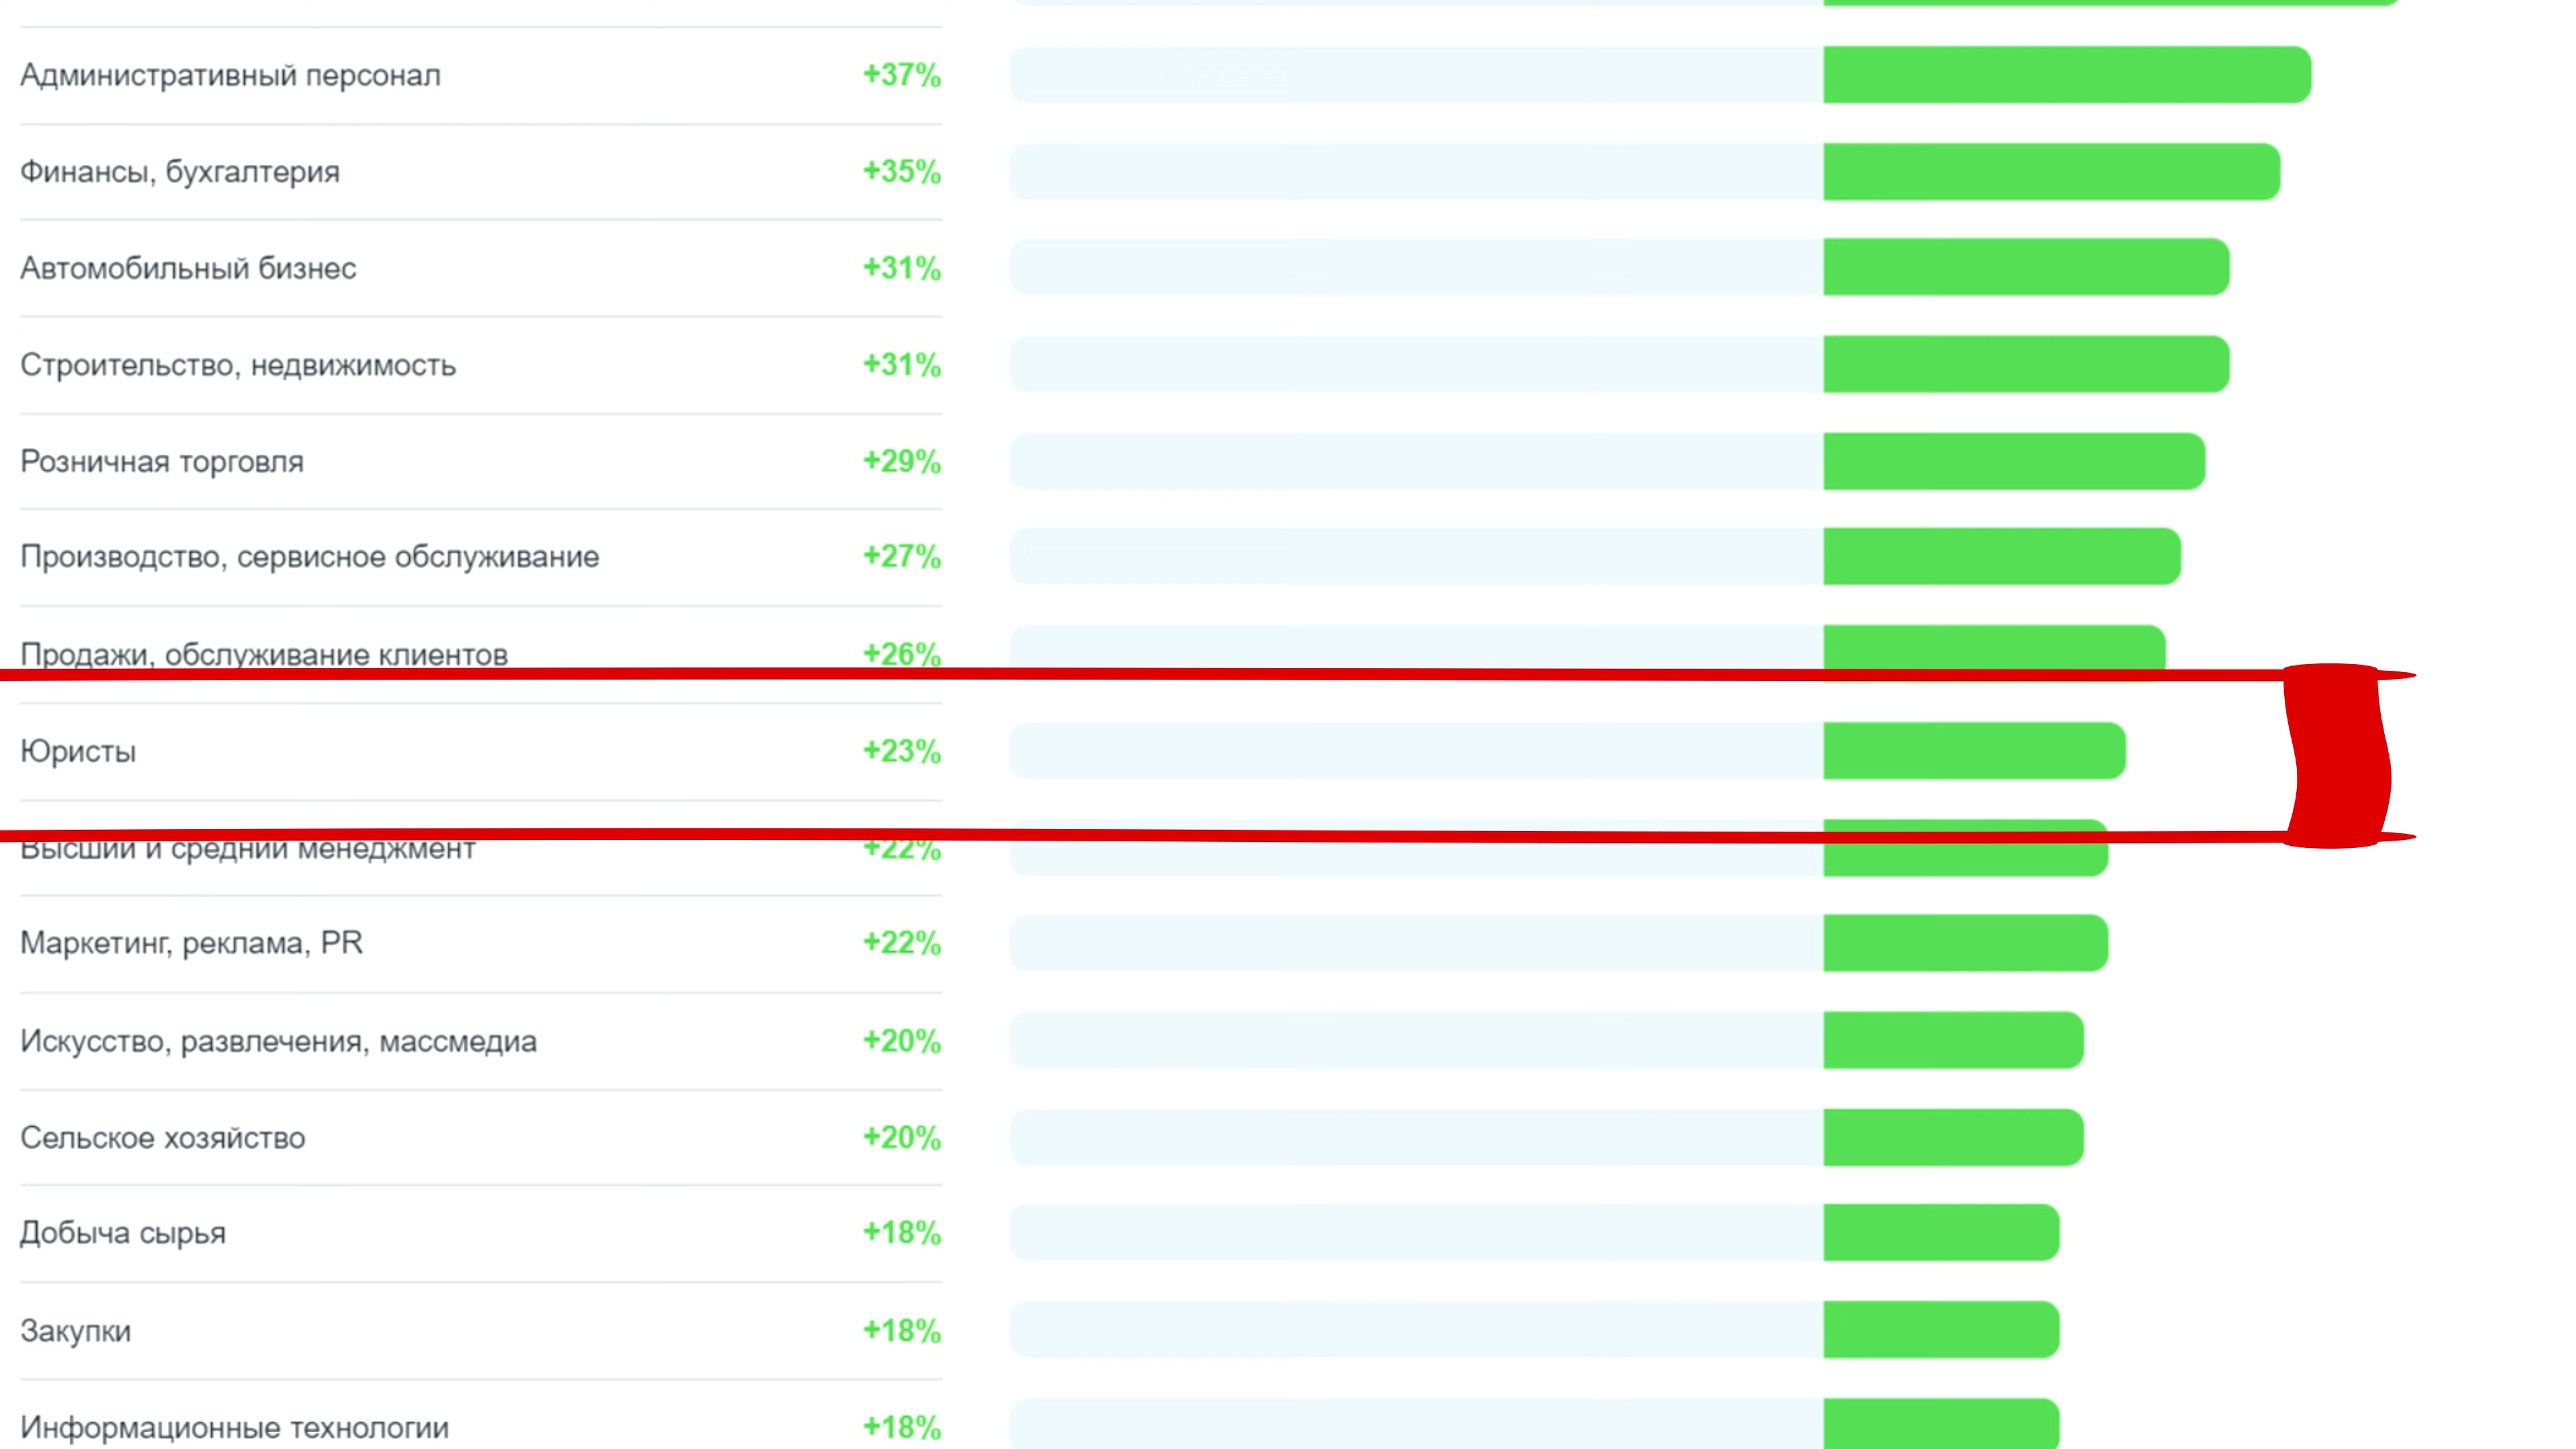 Административный персонал +37%
Финансы, бухгалтерия +35%
Автомобильный бизнес +31%
Строительство, недвижимость +31%
Розничная торговля +29%
Производство, сервисное обслуживание +27%
Продажи, обслуживание клиентов +26%
Юристы +23%
Высший и средний менеджмент +22%
Маркетинг, реклама, PR +22%
Искусство, развлечения, массмедиа +20%
Сельское хозяйство +20%
Добыча сырья +18%
Закупки +18%
Информационные технологии +18%